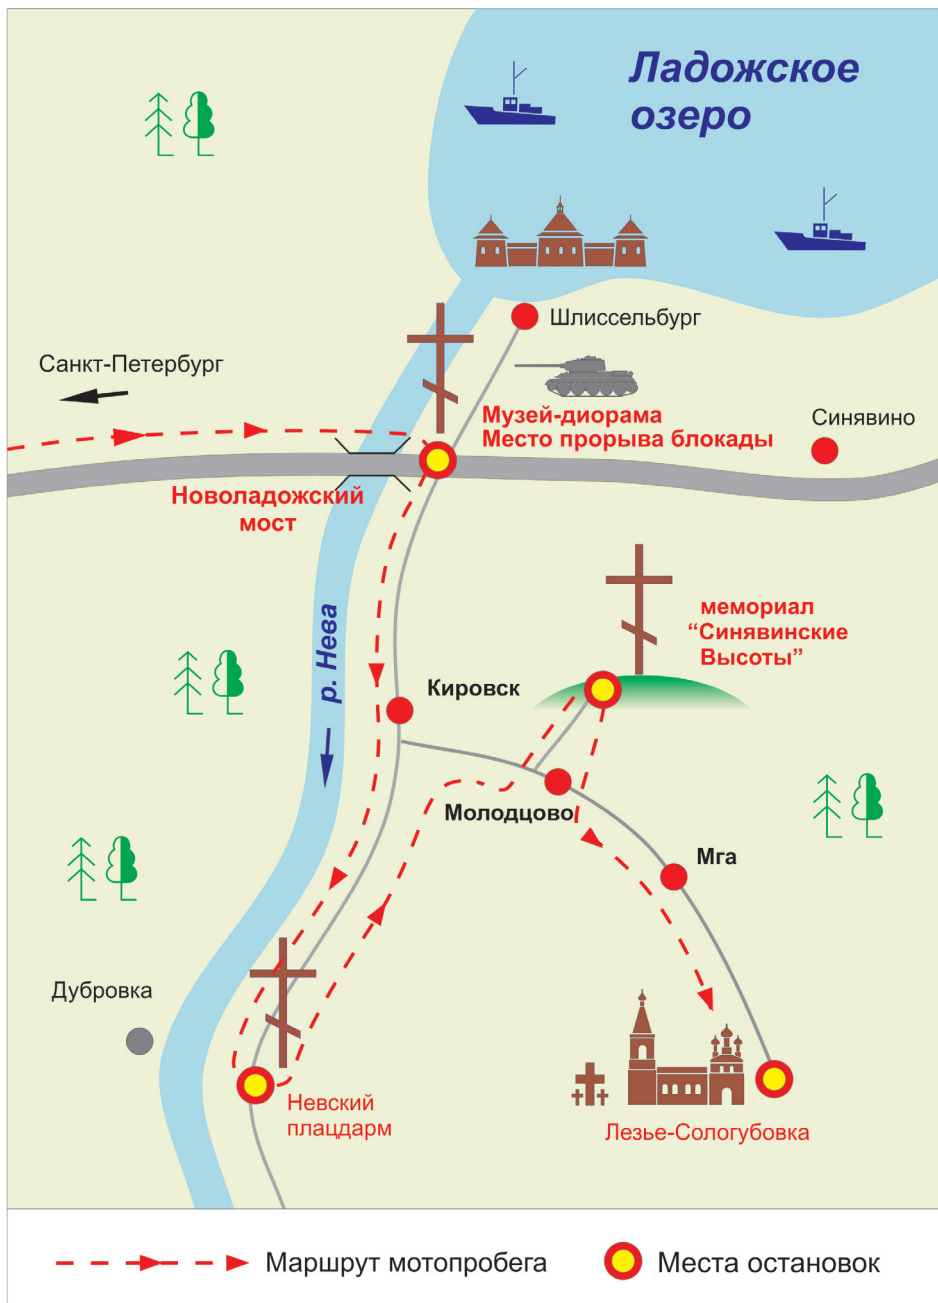 Ладожское
озеро
Шлиссельбург
Санкт-Петербург
Музей-диорама
Место прорыва блокады
Синявино
Новоладожский
мост
р. Нева
мемориал
“Синявинские
Высоты”
Кировск
Молодцово
Мга
Дубровка
Невский
плацдарм
Лезье-Сологубовка
Маршрут мотопробега
Места остановок